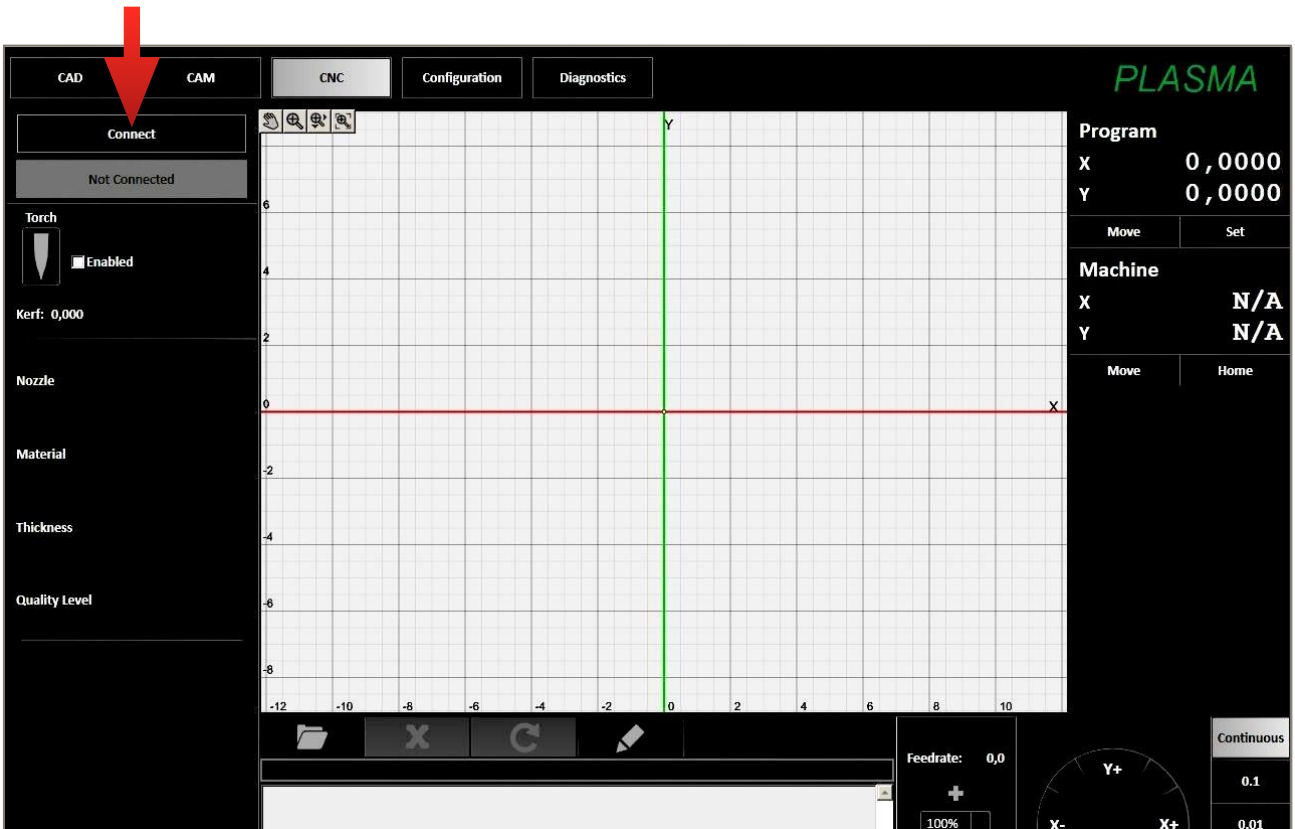 CAD
CAM
CNC
Configuration
Diagnostics
PLASMA
Connect
Not Connected
Torch
Enabled
Kerf: 0,000
Nozzle
Material
Thickness
Quality Level
Y
6
4
2
0
X
-2
-4
-6
-8
-12 -10 -8 -6 -4 -2 0 2 4 6 8 10
Program
X 0,0000
Y 0,0000
Move Set
Machine
X N/A
Y N/A
Move Home
Feedrate: 0,0
100%
Y+
X- X+
Continuous
0.1
0.01